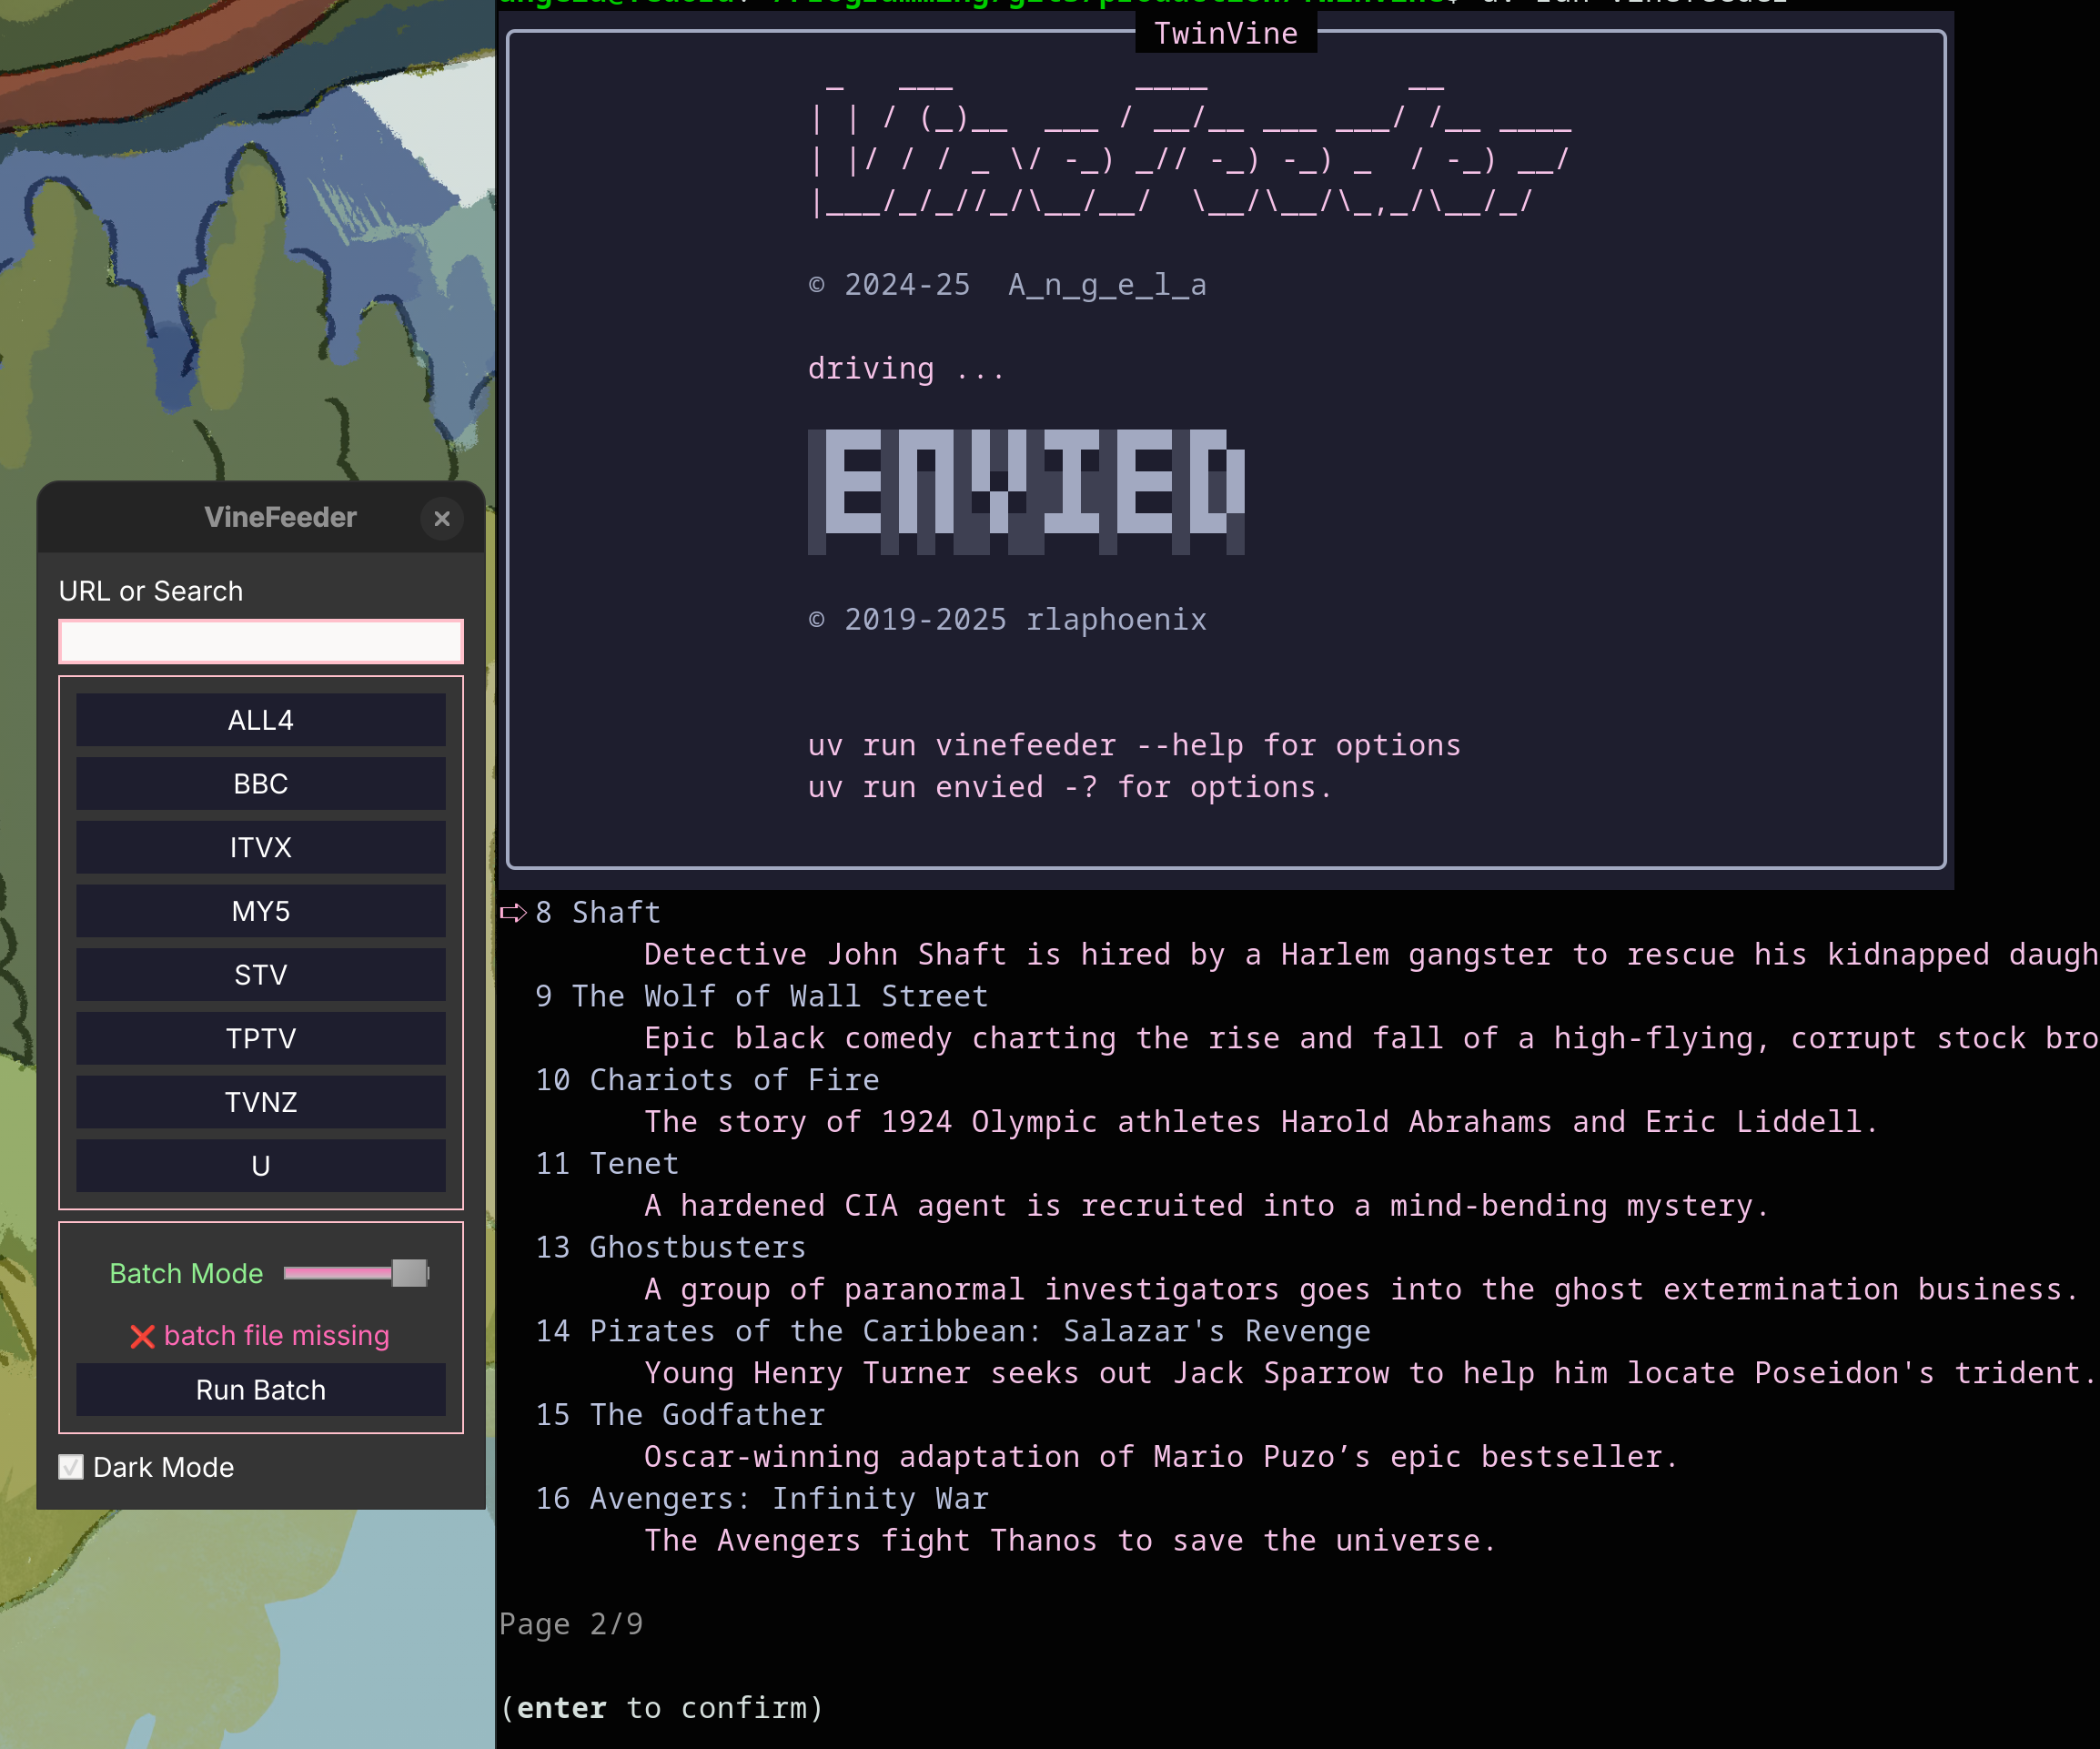 VineFeeder
URL or Search
ALL4
BBC
ITVX
MY5
STV
TPTV
TVNZ
U
Batch Mode
❌ batch file missing
Run Batch
Dark Mode
TwinVine
VineFeeder
© 2024-25  A_n_g_e_l_a
driving ...
ENVIED
© 2019-2025 rlaphoenix
uv run vinefeeder --help for options
uv run envied -? for options.
8 Shaft
Detective John Shaft is hired by a Harlem gangster to rescue his kidnapped daugh
9 The Wolf of Wall Street
Epic black comedy charting the rise and fall of a high-flying, corrupt stock bro
10 Chariots of Fire
The story of 1924 Olympic athletes Harold Abrahams and Eric Liddell.
11 Tenet
A hardened CIA agent is recruited into a mind-bending mystery.
13 Ghostbusters
A group of paranormal investigators goes into the ghost extermination business.
14 Pirates of the Caribbean: Salazar's Revenge
Young Henry Turner seeks out Jack Sparrow to help him locate Poseidon's trident.
15 The Godfather
Oscar-winning adaptation of Mario Puzo’s epic bestseller.
16 Avengers: Infinity War
The Avengers fight Thanos to save the universe.
Page 2/9
(enter to confirm)